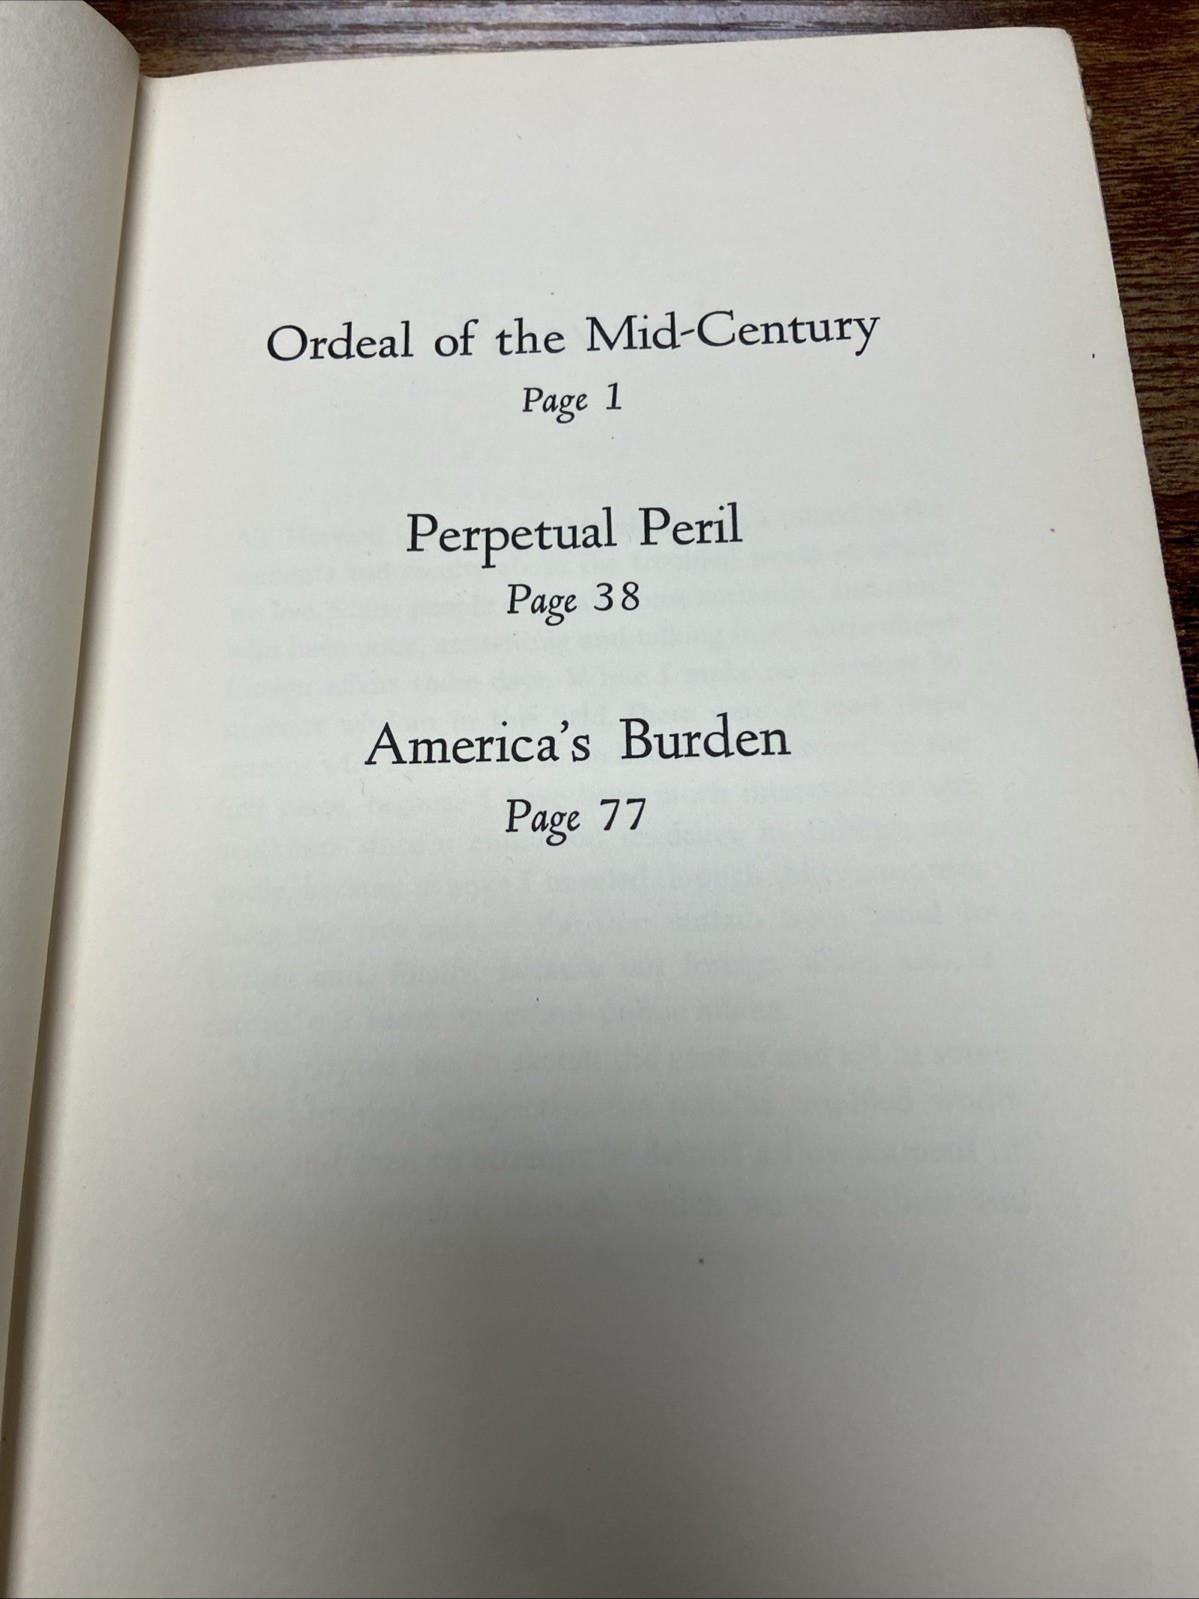 Ordeal of the Mid-Century
Page 1
Perpetual Peril
Page 38
America's Burden
Page 77